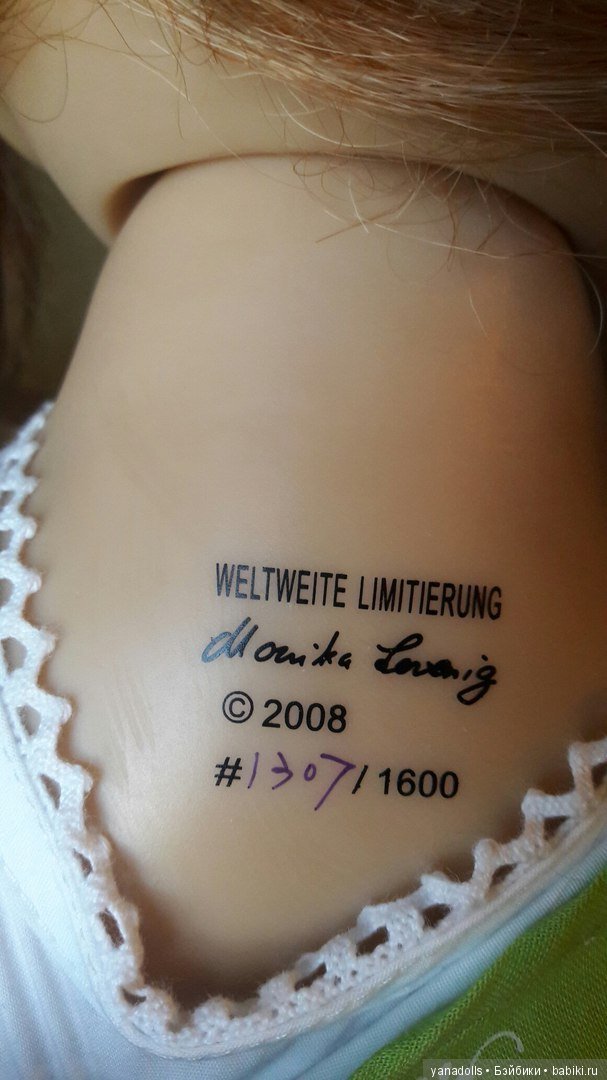 WELTWEITE LIMITIERUNG
Monika Levenig
© 2008
#1307/1600
yanadolls • Бэйбики • babiki.ru